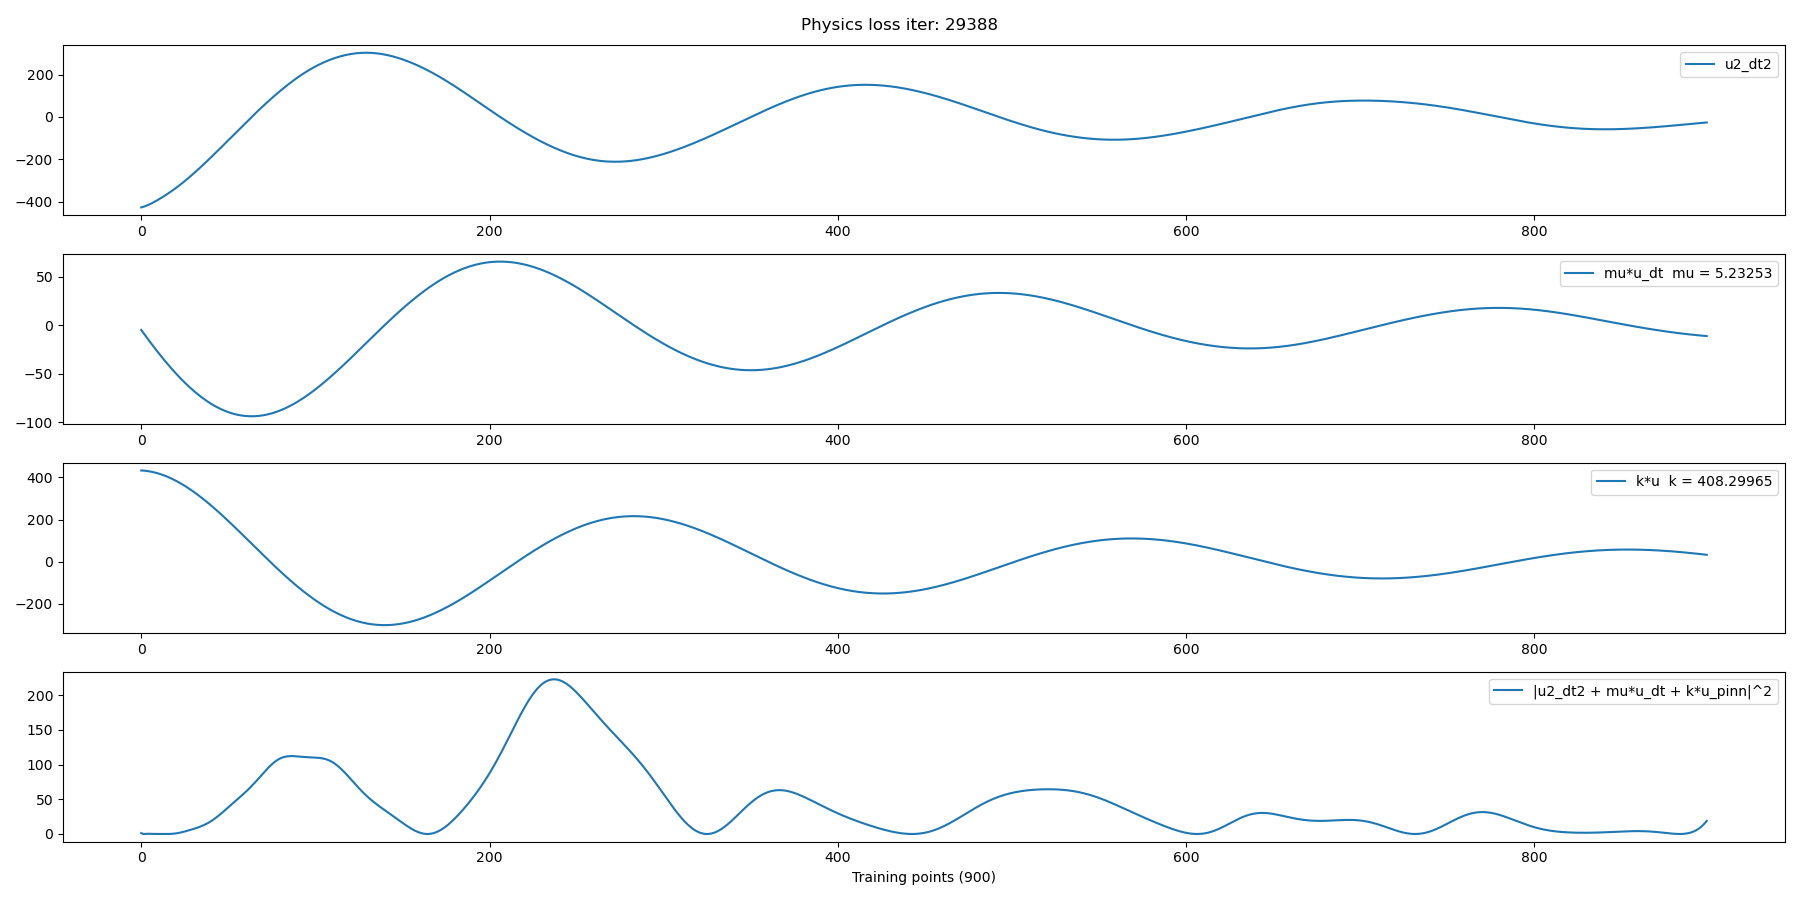 Physics loss iter: 29388
u2_dt2
200
0
−200
−400
0 200 400 600 800
mu*u_dt  mu = 5.23253
50
0
−50
−100
0 200 400 600 800
k*u  k = 408.29965
400
200
0
−200
0 200 400 600 800
|u2_dt2 + mu*u_dt + k*u_pinn|^2
200
150
100
50
0
0 200 400 600 800
Training points (900)